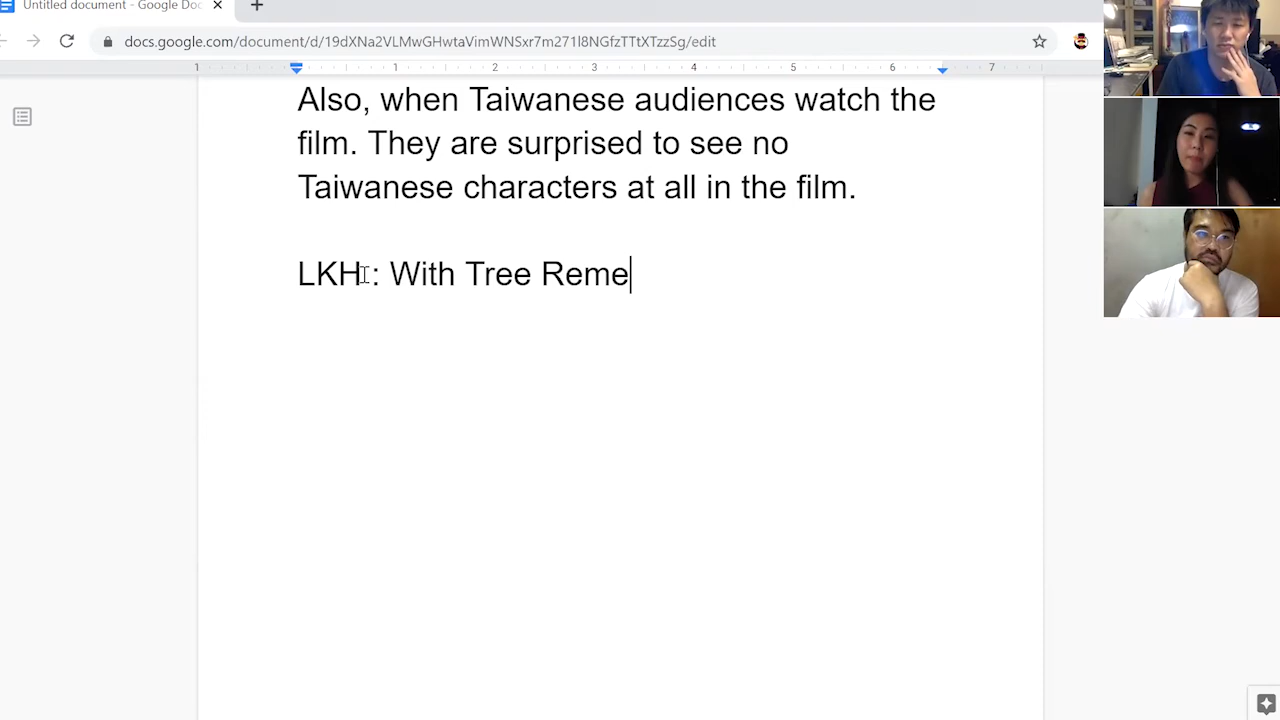 Untitled document - Google Doc
docs.google.com/document/d/19dXNa2VLMwGHwtaVimWNSxr7m271l8NGfzTTtXTzzSg/edit
1 1 2 3 4 5 6 7
Also, when Taiwanese audiences watch the
film. They are surprised to see no
Taiwanese characters at all in the film.
LKH : With Tree Reme